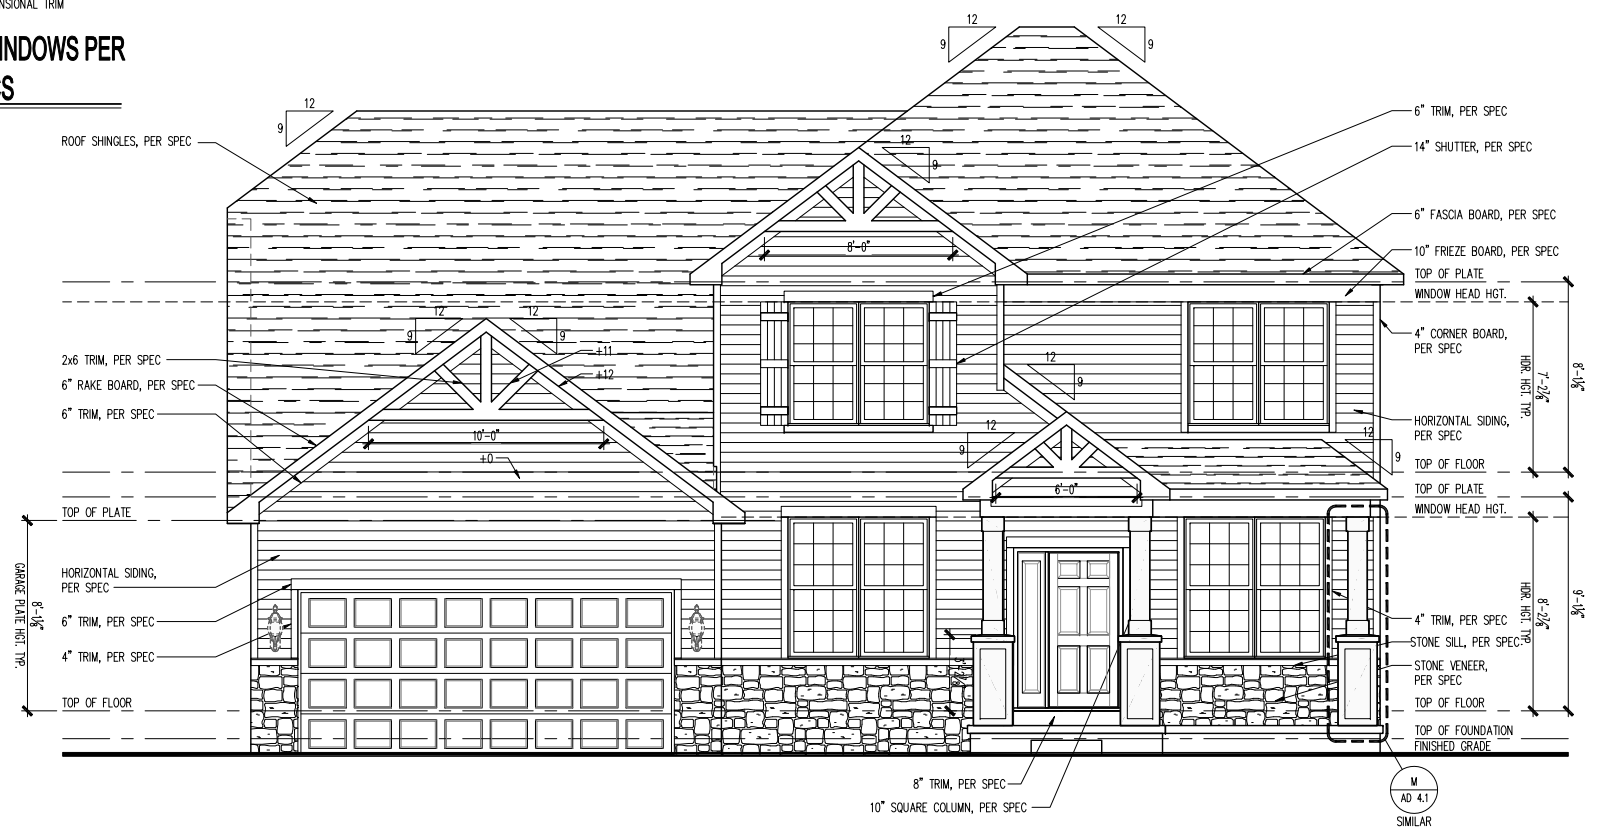 NSIONAL TRIM
INDOWS PER
CS
12
9
12
9
12
9
12
9
ROOF SHINGLES, PER SPEC
6" TRIM, PER SPEC
14" SHUTTER, PER SPEC
6" FASCIA BOARD, PER SPEC
10" FRIEZE BOARD, PER SPEC
8'-0"
TOP OF PLATE
WINDOW HEAD HGT.
12
9
12
9
4" CORNER BOARD,
PER SPEC
+11
+12
2x6 TRIM, PER SPEC
6" RAKE BOARD, PER SPEC
6" TRIM, PER SPEC
12
9
HDR. HGT. TYP.
7'-2⅞"
8'-1⅛"
10'-0"
+0
12
9
12
9
HORIZONTAL SIDING,
PER SPEC
TOP OF FLOOR
6'-0"
TOP OF PLATE
WINDOW HEAD HGT.
TOP OF PLATE
HORIZONTAL SIDING,
PER SPEC
GARAGE PLATE HGT. TYP.
8'-1⅛"
6" TRIM, PER SPEC
4" TRIM, PER SPEC
TOP OF FLOOR
HDR. HGT. TYP.
8'-2⅞"
9'-1⅛"
4" TRIM, PER SPEC
STONE SILL, PER SPEC
STONE VENEER,
PER SPEC
TOP OF FLOOR
TOP OF FOUNDATION
FINISHED GRADE
8" TRIM, PER SPEC
10" SQUARE COLUMN, PER SPEC
M
AD 4.1
SIMILAR